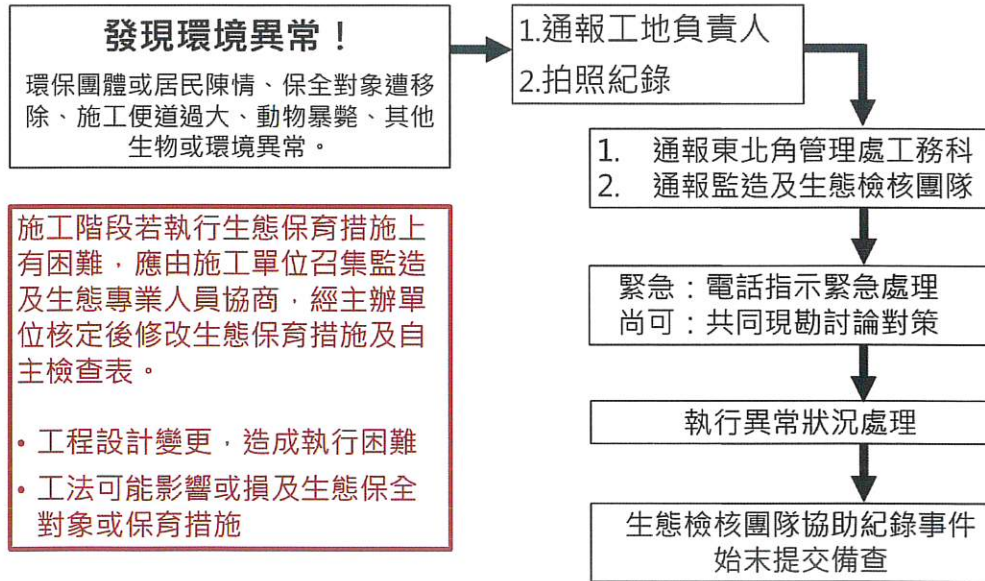 發現環境異常！
環保團體或居民陳情、保全對象遭移
除、施工便道過大、動物暴斃、其他
生物或環境異常。
1.通報工地負責人
2.拍照紀錄
1. 通報東北角管理處工務科
2. 通報監造及生態檢核團隊
緊急：電話指示緊急處理
尚可：共同現勘討論對策
執行異常狀況處理
生態檢核團隊協助紀錄事件
始末提交備查
施工階段若執行生態保育措施上
有困難，應由施工單位召集監造
及生態專業人員協商，經主辦單
位核定後修改生態保育措施及自
主檢查表。
• 工程設計變更，造成執行困難
• 工法可能影響或損及生態保全
對象或保育措施